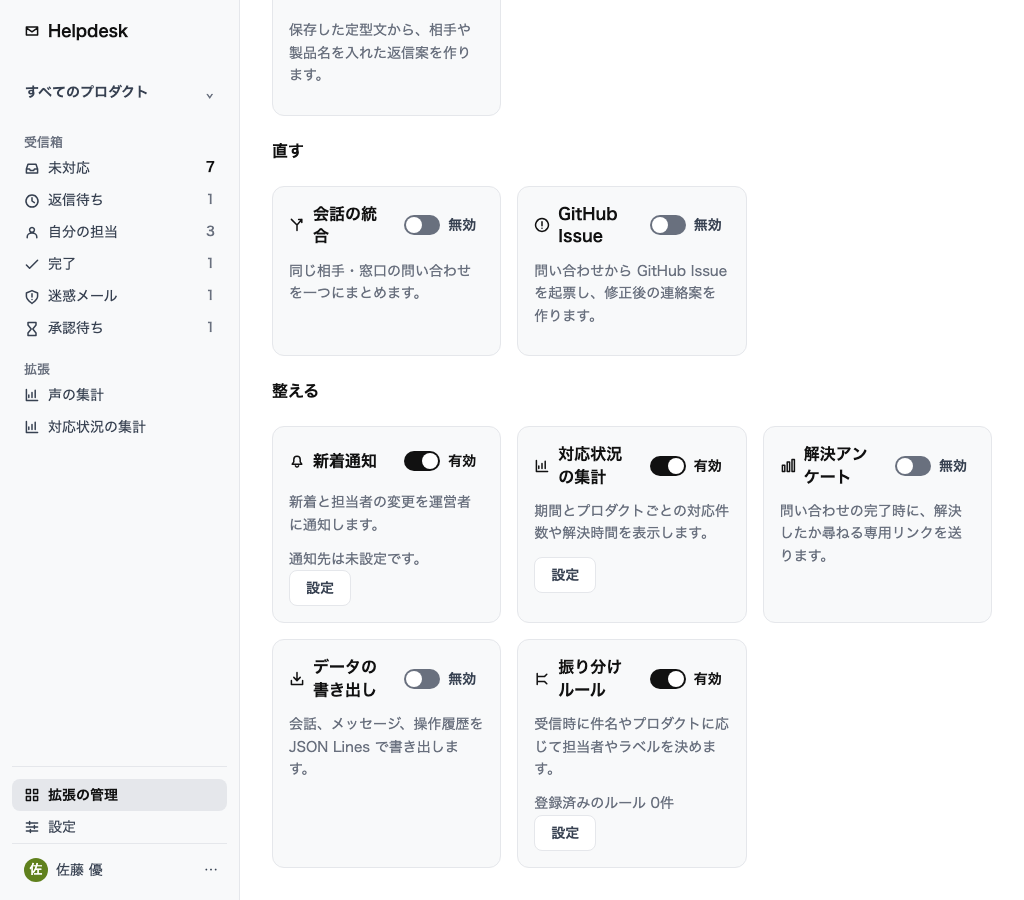 Helpdesk
すべてのプロダクト
受信箱
未対応 7
返信待ち 1
自分の担当 3
完了 1
迷惑メール 1
承認待ち 1
拡張
声の集計
対応状況の集計
拡張の管理
設定
佐 佐藤 優 …
保存した定型文から、相手や
製品名を入れた返信案を作り
ます。
直す
会話の統
合
無効
同じ相手・窓口の問い合わせ
を一つにまとめます。
GitHub
Issue
無効
問い合わせから GitHub Issue
を起票し、修正後の連絡案を
作ります。
整える
新着通知 有効
新着と担当者の変更を運営者
に通知します。
通知先は未設定です。
設定
対応状況
の集計
有効
期間とプロダクトごとの対応件
数や解決時間を表示します。
設定
解決アン
ケート
無効
問い合わせの完了時に、解決
したか尋ねる専用リンクを送
ります。
データの
書き出し
無効
会話、メッセージ、操作履歴を
JSON Lines で書き出しま
す。
振り分け
ルール
有効
受信時に件名やプロダクトに応
じて担当者やラベルを決めま
す。
登録済みのルール 0件
設定